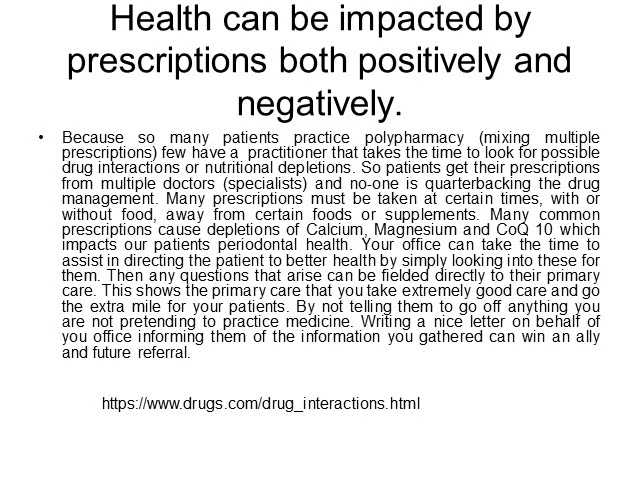 Health can be impacted by
prescriptions both positively and
negatively.
• Because so many patients practice polypharmacy (mixing multiple
prescriptions) few have a practitioner that takes the time to look for possible
drug interactions or nutritional depletions. So patients get their prescriptions
from multiple doctors (specialists) and no-one is quarterbacking the drug
management. Many prescriptions must be taken at certain times, with or
without food, away from certain foods or supplements. Many common
prescriptions cause depletions of Calcium, Magnesium and CoQ 10 which
impacts our patients periodontal health. Your office can take the time to
assist in directing the patient to better health by simply looking into these for
them. Then any questions that arise can be fielded directly to their primary
care. This shows the primary care that you take extremely good care and go
the extra mile for your patients. By not telling them to go off anything you
are not pretending to practice medicine. Writing a nice letter on behalf of
you office informing them of the information you gathered can win an ally
and future referral.
https://www.drugs.com/drug_interactions.html